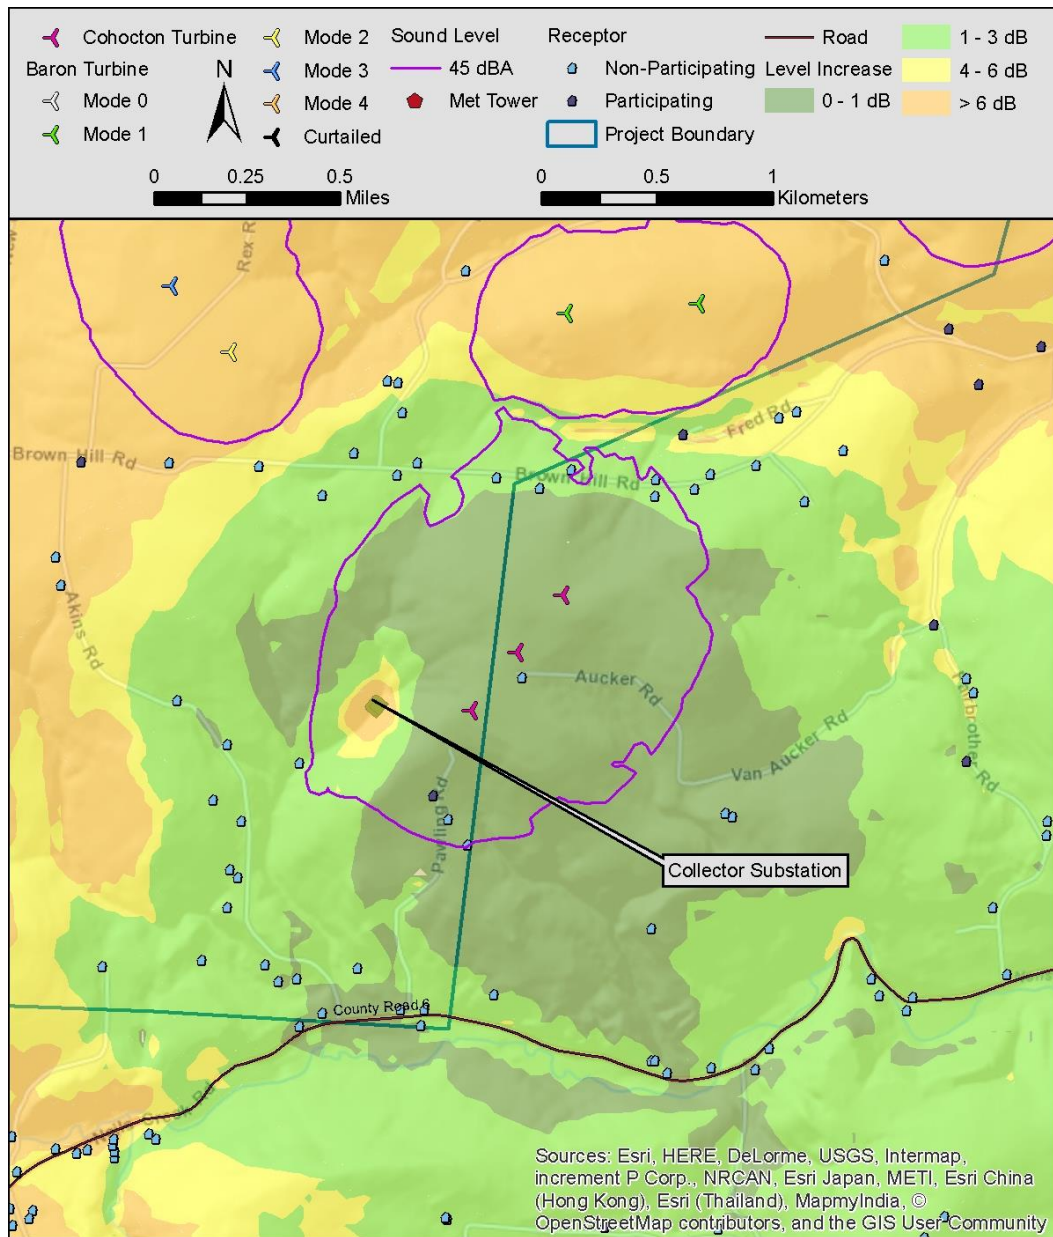 Cohocton Turbine
Baron Turbine
Mode 0
Mode 1
N
Mode 2
Mode 3
Mode 4
Curtailed
Sound Level
45 dBA
Met Tower
Receptor
Non-Participating
Participating
Project Boundary
Road
Level Increase
0 - 1 dB
1 - 3 dB
4 - 6 dB
> 6 dB
0 0.25 0.5
Miles
0 0.5 1
Kilometers
Rex R
Brown Hill Rd
Brown Hill Rd
Fred Rd
Akins Rd
Aucker Rd
Van Aucker Rd
Pawling Rd
Collector Substation
County Road 6
Sources: Esri, HERE, DeLorme, USGS, Intermap,
increment P Corp., NRCAN, Esri Japan, METI, Esri China
(Hong Kong), Esri (Thailand), MapmyIndia, ©
OpenStreetMap contributors, and the GIS User Community